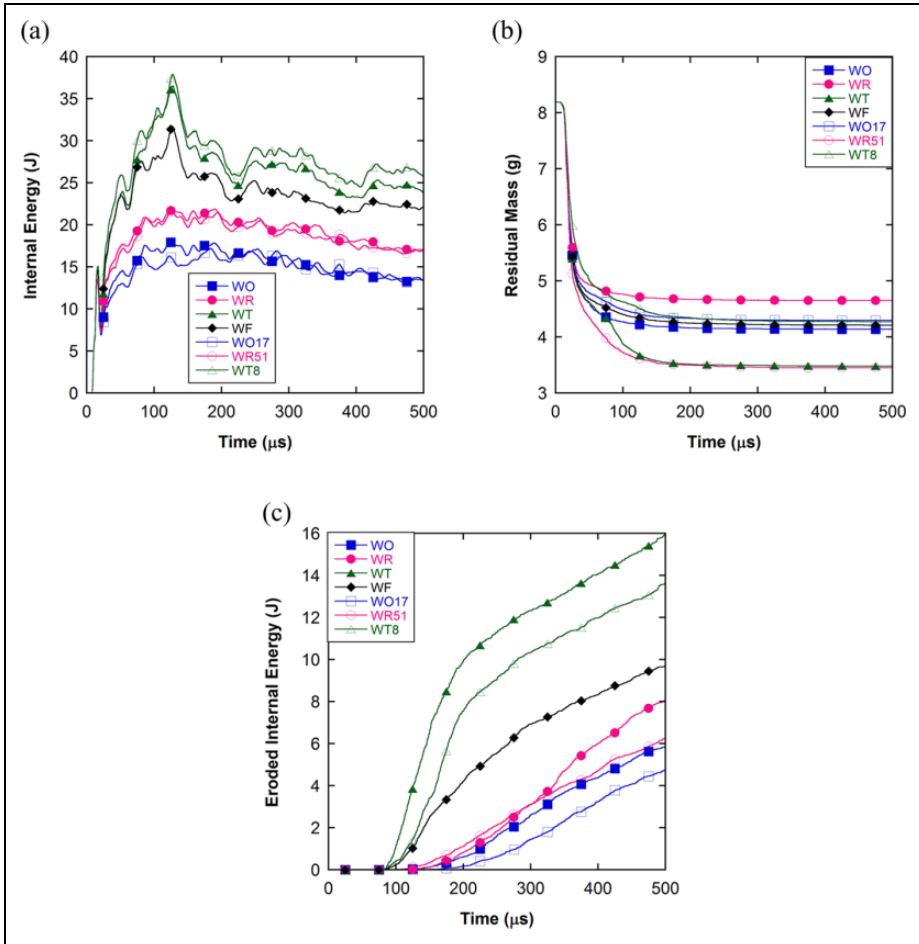 (a)
40
35
30
25
20
15
10
5
0
Internal Energy (J)
WO
WR
WT
WF
WO17
WR51
WT8
0 100 200 300 400 500
Time (μs)
(b)
9
8
7
6
5
4
3
Residual Mass (g)
WO
WR
WT
WF
WO17
WR51
WT8
0 100 200 300 400 500
Time (μs)
(c)
16
14
12
10
8
6
4
2
0
Eroded Internal Energy (J)
WO
WR
WT
WF
WO17
WR51
WT8
0 100 200 300 400 500
Time (μs)